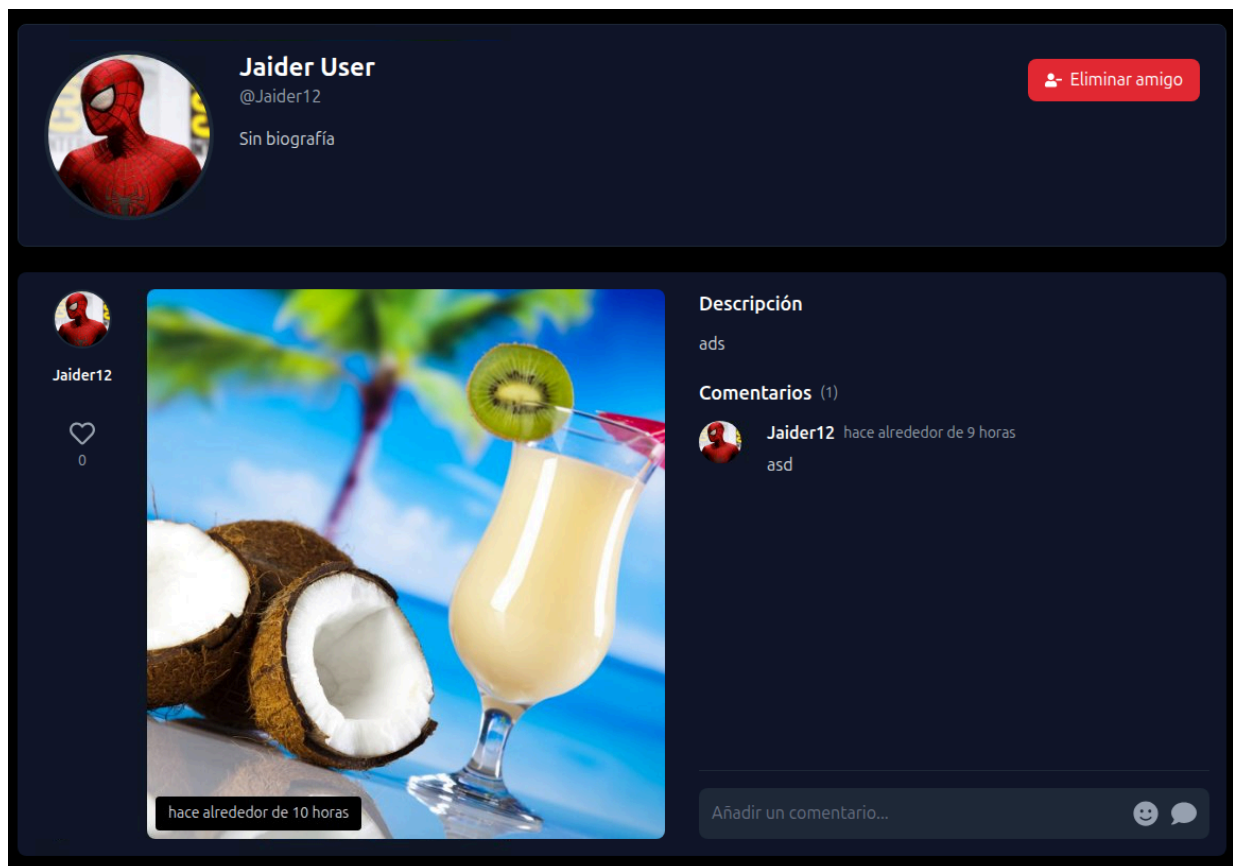 Jaider User
@Jaider12
Sin biografía
Eliminar amigo
Jaider12
0
hace alrededor de 10 horas
Descripción
ads
Comentarios (1)
Jaider12 hace alrededor de 9 horas
asd
Añadir un comentario...